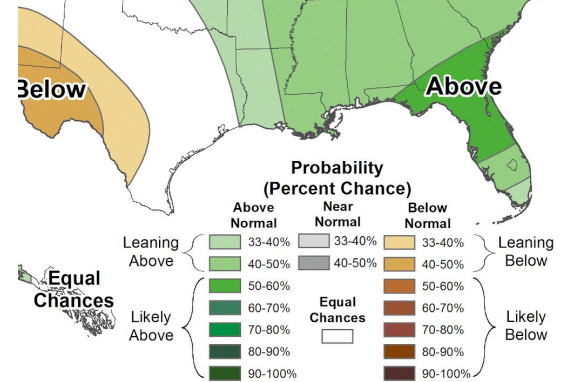 Below
Above
Probability
(Percent Chance)
Above
Normal
Near
Normal
Below
Normal
Leaning
Above
33-40%
40-50%
33-40%
40-50%
33-40%
40-50%
Leaning
Below
Equal
Chances
Likely
Above
50-60%
60-70%
70-80%
80-90%
90-100%
Equal
Chances
50-60%
60-70%
70-80%
80-90%
90-100%
Likely
Below